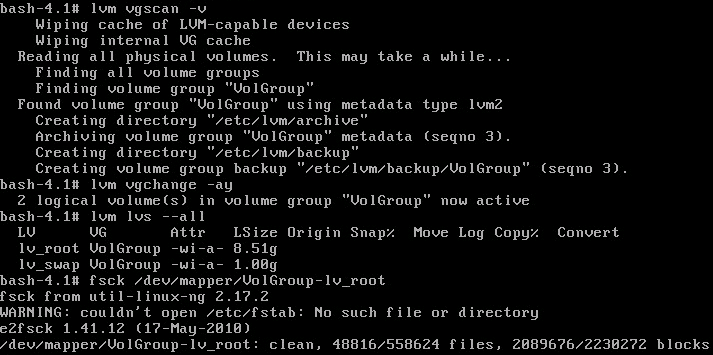 bash-4.1# lvm vgscan -v
    Wiping cache of LVM-capable devices
    Wiping internal VG cache
  Reading all physical volumes.  This may take a while...
    Finding all volume groups
    Finding volume group "VolGroup"
  Found volume group "VolGroup" using metadata type lvm2
    Creating directory "/etc/lvm/archive"
    Archiving volume group "VolGroup" metadata (seqno 3).
    Creating directory "/etc/lvm/backup"
    Creating volume group backup "/etc/lvm/backup/VolGroup" (seqno 3).
bash-4.1# lvm vgchange -ay
  2 logical volume(s) in volume group "VolGroup" now active
bash-4.1# lvm lvs --all
  LV      VG       Attr   LSize Origin Snap%  Move Log Copy%  Convert
  lv_root VolGroup -wi-a- 8.51g
  lv_swap VolGroup -wi-a- 1.00g
bash-4.1# fsck /dev/mapper/VolGroup-lv_root
fsck from util-linux-ng 2.17.2
WARNING: couldn't open /etc/fstab: No such file or directory
e2fsck 1.41.12 (17-May-2010)
/dev/mapper/VolGroup-lv_root: clean, 48816/558624 files, 2089676/2230272 blocks